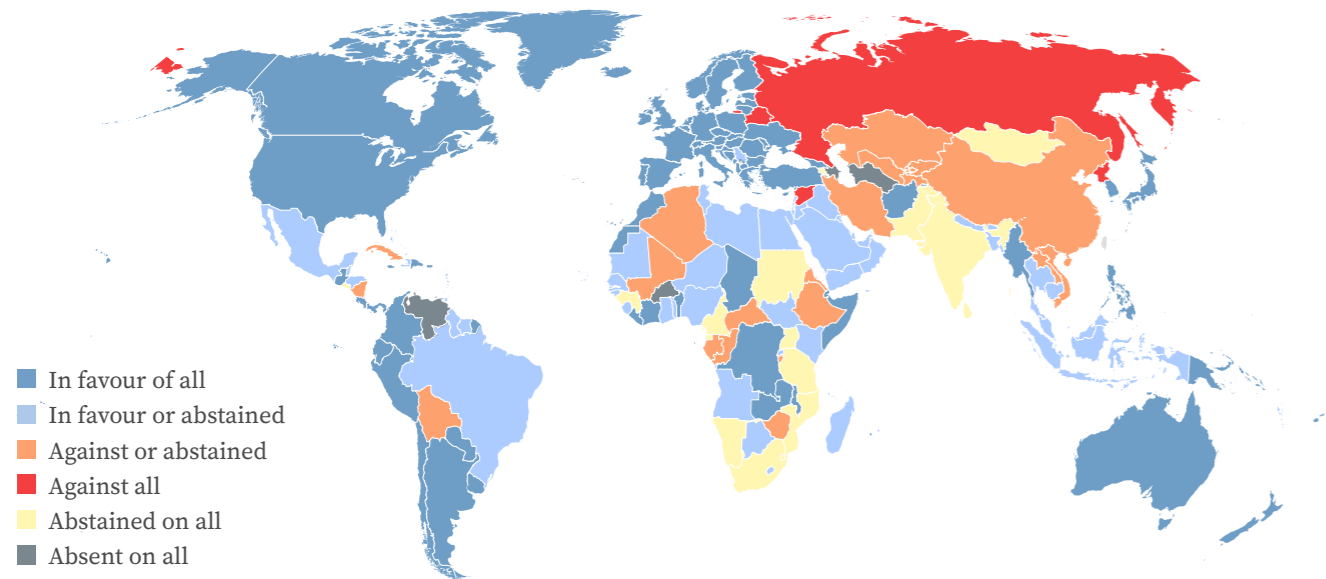 In favour of all
In favour or abstained
Against or abstained
Against all
Abstained on all
Absent on all